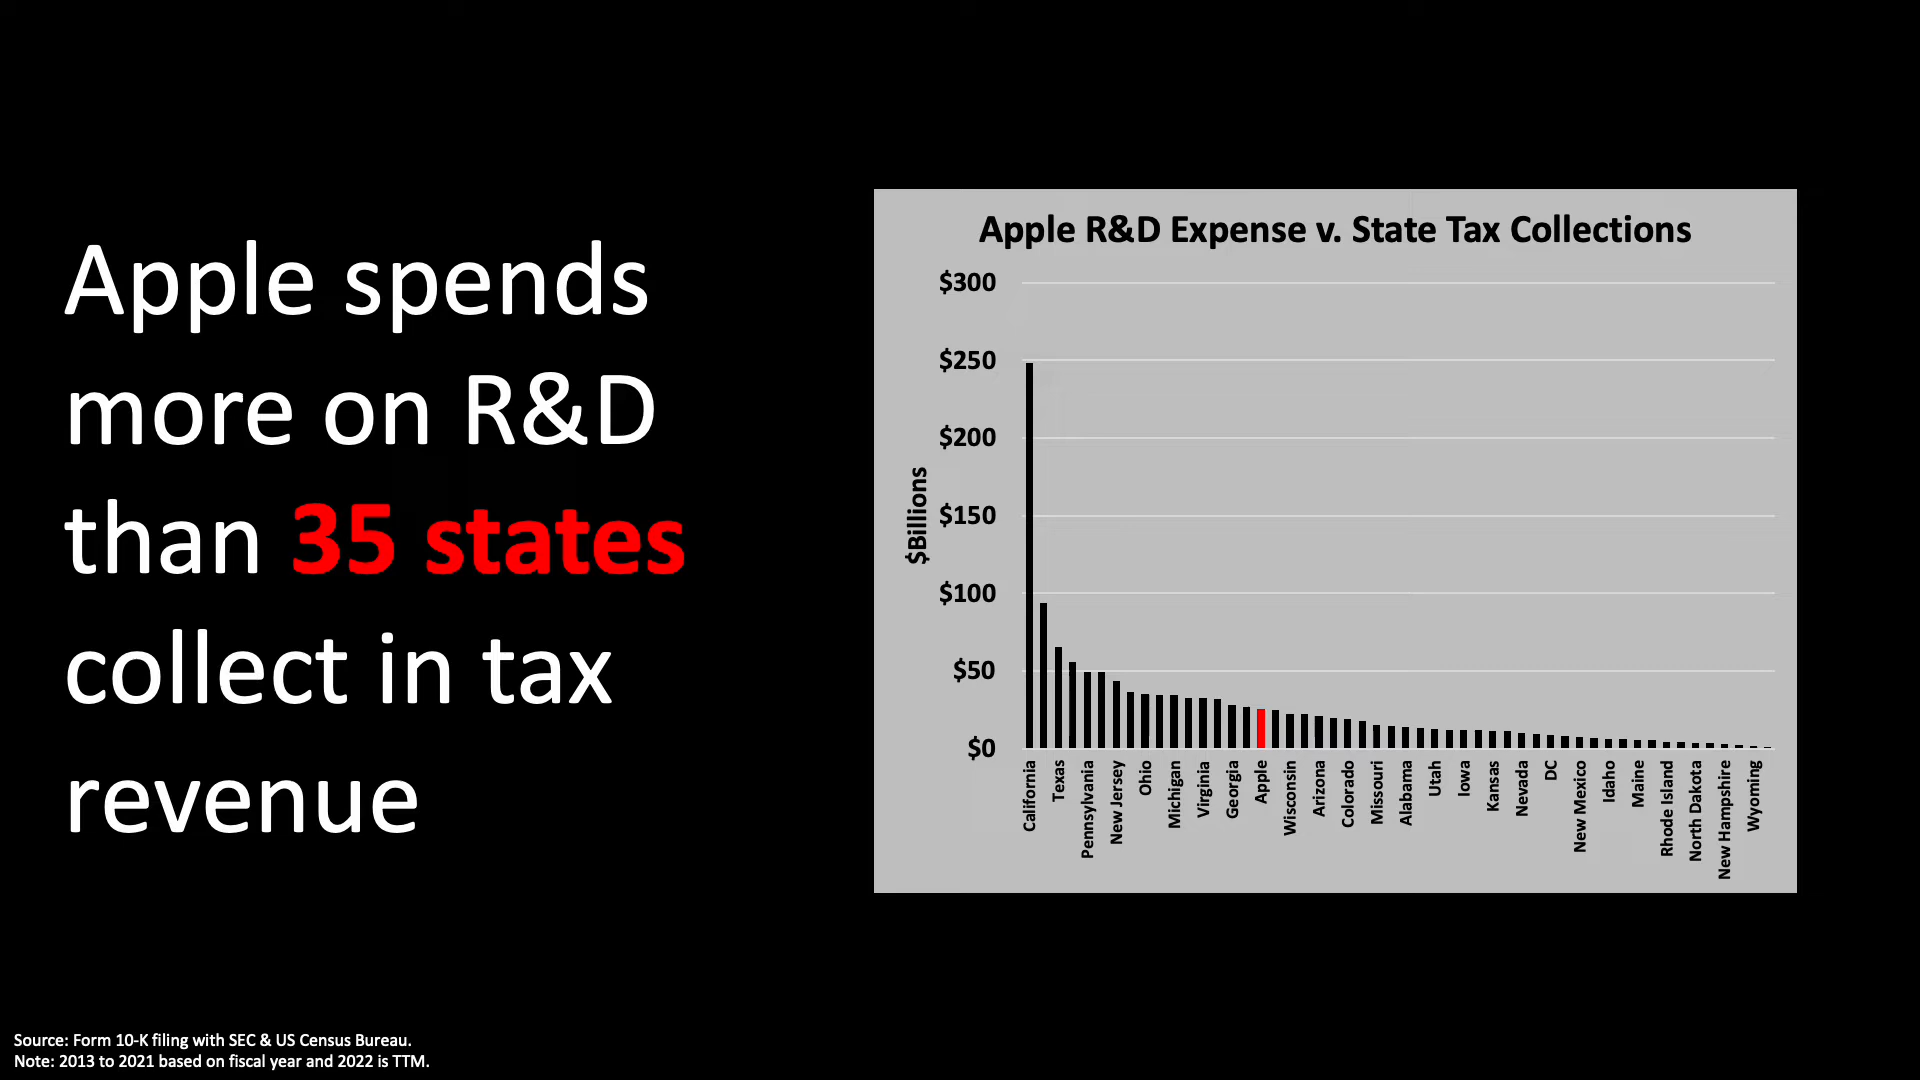 Apple spends
more on R&D
than 35 states
collect in tax
revenue
Apple R&D Expense v. State Tax Collections
$Billions
$300
$250
$200
$150
$100
$50
$0
California
Texas
Pennsylvania
New Jersey
Ohio
Michigan
Virginia
Georgia
Apple
Wisconsin
Arizona
Colorado
Missouri
Alabama
Utah
Iowa
Kansas
Nevada
DC
New Mexico
Idaho
Maine
Rhode Island
North Dakota
New Hampshire
Wyoming
Source: Form 10-K filing with SEC & US Census Bureau.
Note: 2013 to 2021 based on fiscal year and 2022 is TTM.